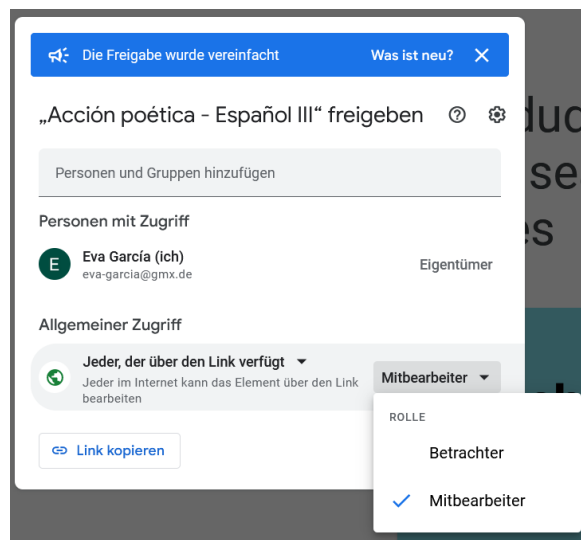 Die Freigabe wurde vereinfacht Was ist neu?
„Acción poética - Español III“ freigeben
Personen und Gruppen hinzufügen
Personen mit Zugriff
E
Eva García (ich)
eva-garcia@gmx.de
Eigentümer
Allgemeiner Zugriff
Jeder, der über den Link verfügt
Jeder im Internet kann das Element über den Link
bearbeiten
Mitbearbeiter
ROLLE
Betrachter
Mitbearbeiter
Link kopieren